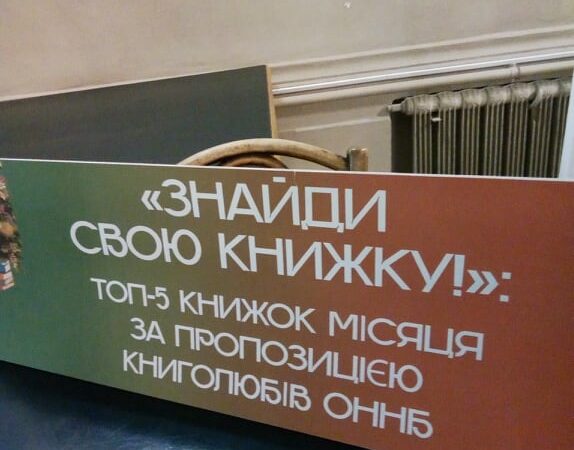 «ЗНАЙДИ
СВОЮ КНИЖКУ!»:
ТОП-5 КНИЖОК МІСЯЦЯ
ЗА ПРОПОЗИЦІЄЮ
КНИГОЛЮБІВ ОННБ